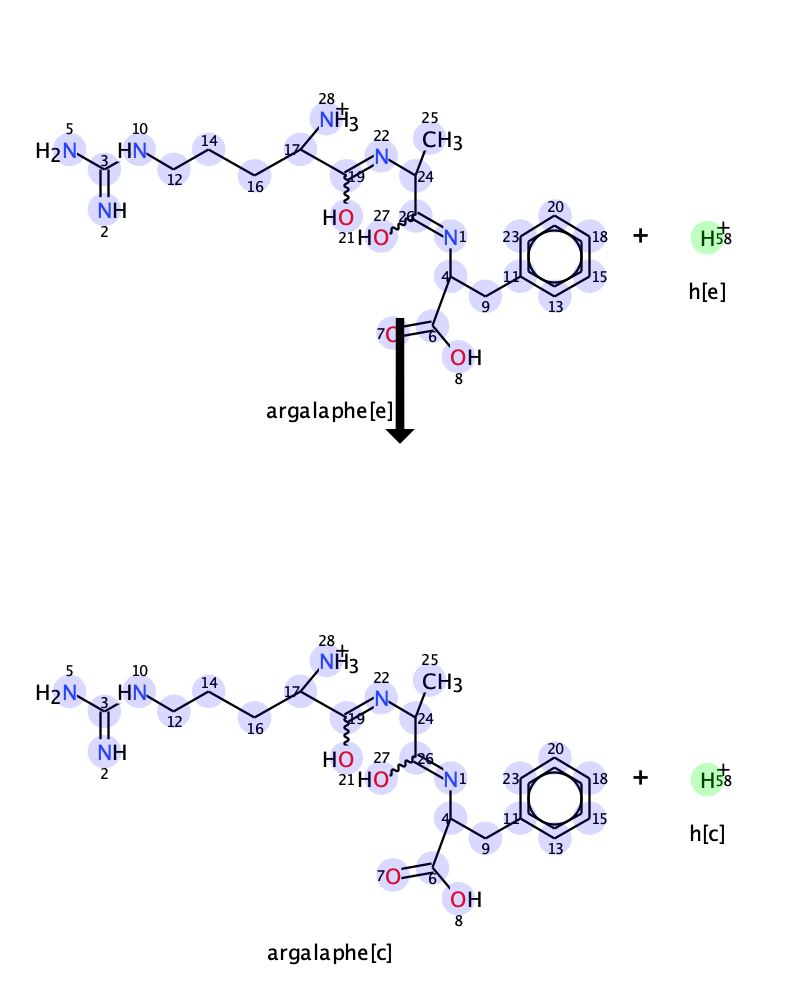 28
+
25
5 10 14 NH3 22 CH3
H2N 3 HN 17 N
12 16 19 24
NH HO 27 26 20
2 21 HO N1 23 18 + H+58
4 11 15 h[e]
9 13
7O 6
OH
8
argalaphe[e]
28
+
25
5 10 14 NH3 22 CH3
H2N 3 HN 17 N
12 16 19 24
NH HO 27 26 20
2 21 HO N1 23 18 + H+58
4 11 15 h[c]
9 13
7O 6
OH
8
argalaphe[c]